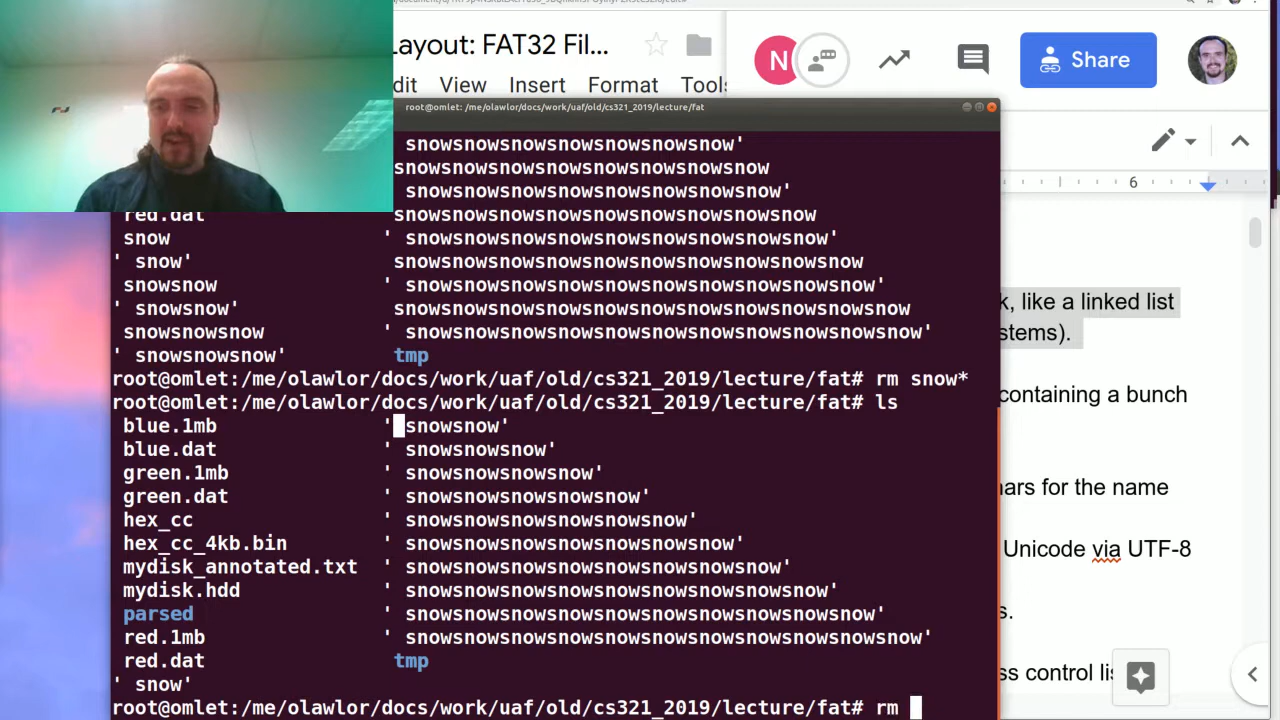 Layout: FAT32 Fil...
N
Share
dit View Insert Format Tools
root@omlet: /me/olawlor/docs/work/uaf/old/cs321_2019/lecture/fat
6
snowsnowsnowsnowsnowsnowsnow'
snowsnowsnowsnowsnowsnowsnowsnow
snowsnowsnowsnowsnowsnowsnowsnow'
red.dat snowsnowsnowsnowsnowsnowsnowsnowsnow
snow ' snowsnowsnowsnowsnowsnowsnowsnowsnow'
' snow' snowsnowsnowsnowsnowsnowsnowsnowsnowsnow
snowsnow ' snowsnowsnowsnowsnowsnowsnowsnowsnowsnow'
' snowsnow' snowsnowsnowsnowsnowsnowsnowsnowsnowsnowsnow
snowsnowsnow ' snowsnowsnowsnowsnowsnowsnowsnowsnowsnowsnow'
' snowsnowsnow' tmp
root@omlet:/me/olawlor/docs/work/uaf/old/cs321_2019/lecture/fat# rm snow*
root@omlet:/me/olawlor/docs/work/uaf/old/cs321_2019/lecture/fat# ls
blue.1mb ' snowsnow'
blue.dat ' snowsnowsnow'
green.1mb ' snowsnowsnowsnow'
green.dat ' snowsnowsnowsnowsnow'
hex_cc ' snowsnowsnowsnowsnowsnow'
hex_cc_4kb.bin ' snowsnowsnowsnowsnowsnowsnow'
mydisk_annotated.txt ' snowsnowsnowsnowsnowsnowsnowsnow'
mydisk.hdd ' snowsnowsnowsnowsnowsnowsnowsnowsnow'
parsed ' snowsnowsnowsnowsnowsnowsnowsnowsnowsnow'
red.1mb ' snowsnowsnowsnowsnowsnowsnowsnowsnowsnowsnow'
red.dat tmp
' snow'
root@omlet:/me/olawlor/docs/work/uaf/old/cs321_2019/lecture/fat# rm
k, like a linked list
stems).
containing a bunch
hars for the name
Unicode via UTF-8
s.
ss control lis